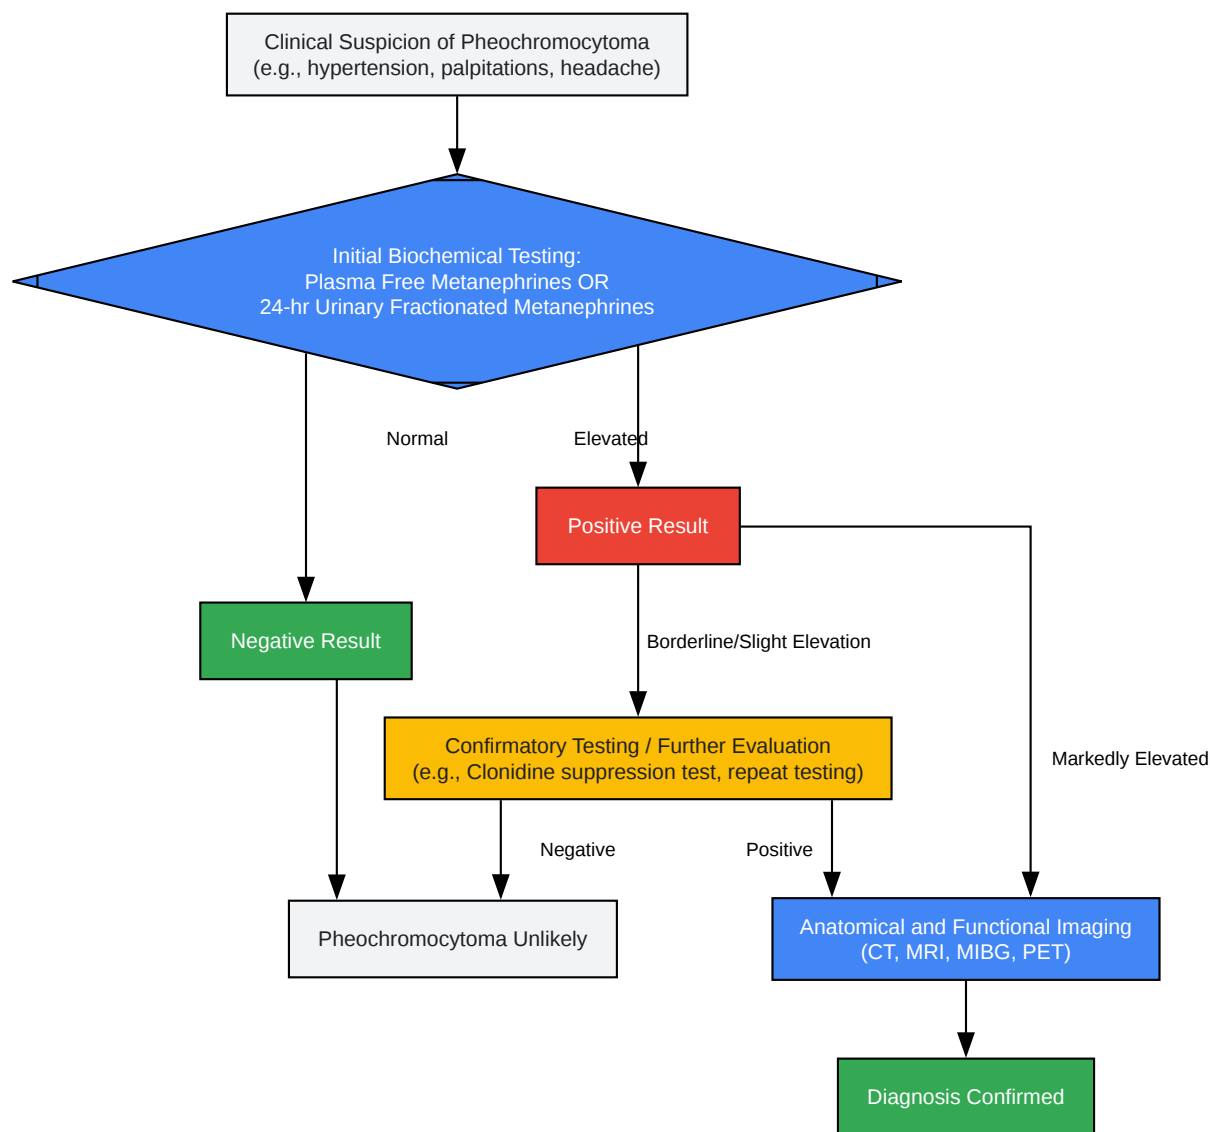 Clinical Suspicion of Pheochromocytoma
(e.g., hypertension, palpitations, headache)
Initial Biochemical Testing:
Plasma Free Metanephrines OR
24-hr Urinary Fractionated Metanephrines
Normal
Elevated
Positive Result
Negative Result
Borderline/Slight Elevation
Confirmatory Testing / Further Evaluation
(e.g., Clonidine suppression test, repeat testing)
Markedly Elevated
Negative
Positive
Pheochromocytoma Unlikely
Anatomical and Functional Imaging
(CT, MRI, MIBG, PET)
Diagnosis Confirmed